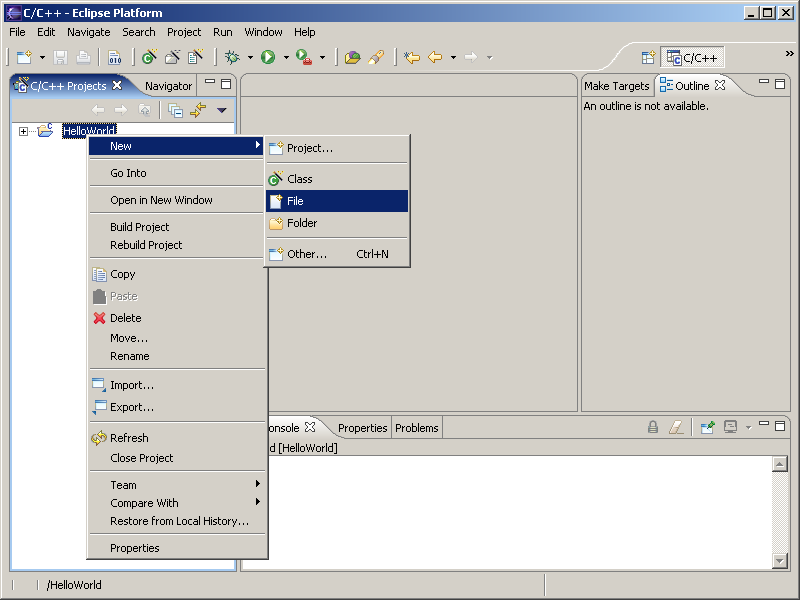 C/C++ - Eclipse Platform
File Edit Navigate Search Project Run Window Help
010
C/C++
C/C++ Projects Navigator
Make Targets Outline
An outline is not available.
HelloWorld
New
Go Into
Open in New Window
Build Project
Rebuild Project
Copy
Paste
Delete
Move...
Rename
Import...
Export...
Refresh
Close Project
Team
Compare With
Restore from Local History...
Properties
Project...
Class
File
Folder
Other... Ctrl+N
onsole Properties Problems
d [HelloWorld]
/HelloWorld